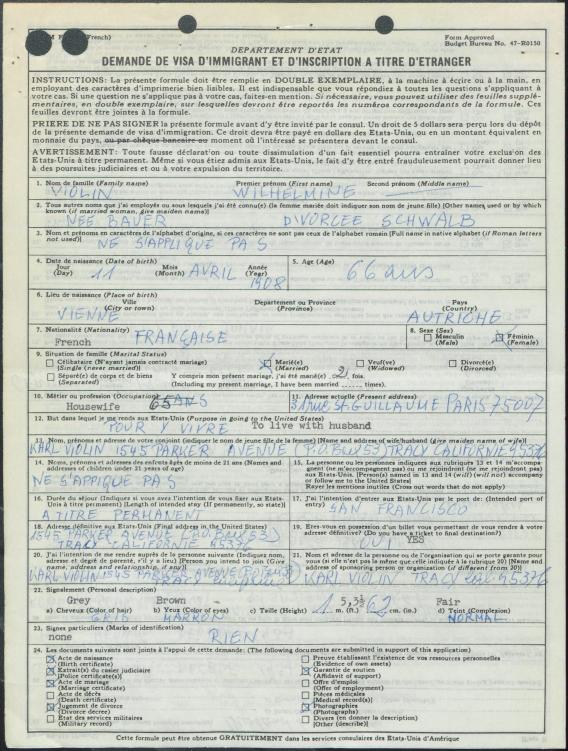 M F (French)
Form Approved
Budget Bureau No. 47-R0150
DEPARTEMENT D'ETAT
DEMANDE DE VISA D'IMMIGRANT ET D'INSCRIPTION A TITRE D'ETRANGER
INSTRUCTIONS: La présente formule doit être remplie en DOUBLE EXEMPLAIRE, à la machine à écrire ou à la main, en
employant des caractères d'imprimerie bien lisibles. Il est indispensable que vous répondiez à toutes les questions s'appliquant à
votre cas. Si une question ne s'applique pas à votre cas, faites-en mention. Si nécessaire, vous pouvez utiliser des feuilles supplé-
mentaires, en double exemplaire, sur lesquelles devront être reportés les numéros correspondants de la formule. Ces
feuilles devront être jointes à la formule.
PRIERE DE NE PAS SIGNER la présente formule avant d'y être invité par le consul. Un droit de 5 dollars sera perçu lors du dépôt
de la présente demande de visa d'immigration. Ce droit devra être payé en dollars des Etats-Unis, ou en un montant équivalent en
monnaie du pays, ou par chèque bancaire au moment où l'intéressé se présentera devant le consul.
AVERTISSEMENT: Toute fausse déclaration ou toute dissimulation d'un fait essentiel pourra entraîner votre exclusion des
Etats-Unis à titre permanent. Même si vous étiez admis aux Etats-Unis, le fait d'y être entré frauduleusement pourrait donner lieu
à des poursuites judiciaires et ou à votre expulsion du territoire.
1. Nom de famille (Family name) Premier prénom (First name) Second prénom (Middle name)
VIOLIN WILHELMINE
2. Tous autres noms que j'ai employés ou sous lesquels j'ai été connu(e) (la femme mariée doit indiquer son nom de jeune fille) [Other names used or by which
known (if married woman, give maiden name)]
NEE BAUER DIVORCEE SCHWALB
3. Nom et prénoms en caractères de l'alphabet d'origine, si ces caractères ne sont pas ceux de l'alphabet romain [Full name in native alphabet (if Roman letters
not used)]
NE S'APPLIQUE PAS
4. Date de naissance (Date of birth) 5. Age (Age)
Jour (Day) 11 Mois (Month) AVRIL Année (Year) 1908
66 ans
6. Lieu de naissance (Place of birth)
Ville (City or town) Département ou Province (Province) Pays (Country)
VIENNE AUTRICHE
7. Nationalité (Nationality) FRANÇAISE
French
8. Sexe (Sex)
Masculin (Male) Féminin (Female)
9. Situation de famille (Marital Status)
Célibataire (N'ayant jamais contracté mariage) (Single (never married)) Marié(e) (Married) Veuf(ve) (Widowed) Divorcé(e) (Divorced)
Séparé(e) de corps et de biens (Separated) Y compris mon présent mariage, j'ai été marié(e) 2 fois.
(Including my present marriage, I have been married ...... times).
10. Métier ou profession (Occupation) SANS
Housewife
11. Adresse actuelle (Present address)
ST GUILLAUME PARIS 75007
12. But dans lequel je me rends aux Etats-Unis (Purpose in going to the United States)
POUR Y VIVRE To live with husband
13. Nom, prénoms et adresse de votre conjoint (indiquer le nom de jeune fille de la femme) [Name and address of wife/husband (give maiden name of wife)]
KARL VIOLIN 1545 PARKER AVENUE (P.O.BU 53) TRACY CALIFORNIE 95376
14. Noms, prénoms et adresses des enfants âgés de moins de 21 ans (Names and
addresses of children under 21 years of age)
NE S'APPLIQUE PAS
15. La personne ou les personnes indiquées aux rubriques 13 et 14 m'accompa-
gnent (ne m'accompagnent pas) ou me rejoindront (ne me rejoindront pas)
aux Etats-Unis. [Person(s) named in 13 and 14 (will) (will not) accompany
or follow me to the United States]
Rayer les mentions inutiles (Cross out words that do not apply)
16. Durée du séjour (Indiquez si vous avez l'intention de vous fixer aux Etats-
Unis à titre permanent) (Length of intended stay (If permanently, so state))
A TITRE PERMANENT
17. J'ai l'intention d'entrer aux Etats-Unis par le port de: (Intended port of
entry)
SAN FRANCISCO
18. Adresse définitive aux Etats-Unis (Final address in the United States)
1545 PARKER AVENUE (P.O.BU 53)
TRACY CALIFORNIE 95376
19. Etes-vous en possession d'un billet vous permettant de vous rendre à votre
adresse définitive? (Do you have a ticket to final destination?)
OUI YES
20. J'ai l'intention de me rendre auprès de la personne suivante (Indiquez nom,
adresse et degré de parenté, s'il y a lieu) [Person you intend to join (Give
name, address and relationship, if any)]
KARL VIOLIN 1545 PARKER AVENUE
21. Nom et adresse de la personne ou de l'organisation qui se porte garante pour
vous (si elle n'est pas la même que celle indiquée à la rubrique 20) [Name and
address of sponsoring person or organization (if different from 20)]
KARL VIOLIN TRACY Cal. 95376
22. Signalement (Personal description)
Grey Brown 5,3½ Fair
a) Cheveux (Color of hair) b) Yeux (Color of eyes) c) Taille (Height) 1 m. (ft.) 62 cm. (in.) d) Teint (Complexion)
GRIS MARRON NORMAL
23. Signes particuliers (Marks of identification)
none RIEN
24. Les documents suivants sont joints à l'appui de cette demande: (The following documents are submitted in support of this application)
Acte de naissance
(Birth certificate)
Extrait(s) du casier judiciaire
[Police certificate(s)]
Acte de mariage
(Marriage certificate)
Acte de décès
(Death certificate)
Jugement de divorce
(Divorce decree)
Etat des services militaires
(Military record)
Preuve établissant l'existence de vos ressources personnelles
(Evidence of own assets)
Garantie de soutien
(Affidavit of support)
Offre d'emploi
(Offer of employment)
Pièces médicales
[Medical record(s)]
Photographies
(Photographs)
Divers (en donner la description)
[Other (describe)]
Cette formule peut être obtenue GRATUITEMENT dans les services consulaires des Etats-Unis d'Amérique